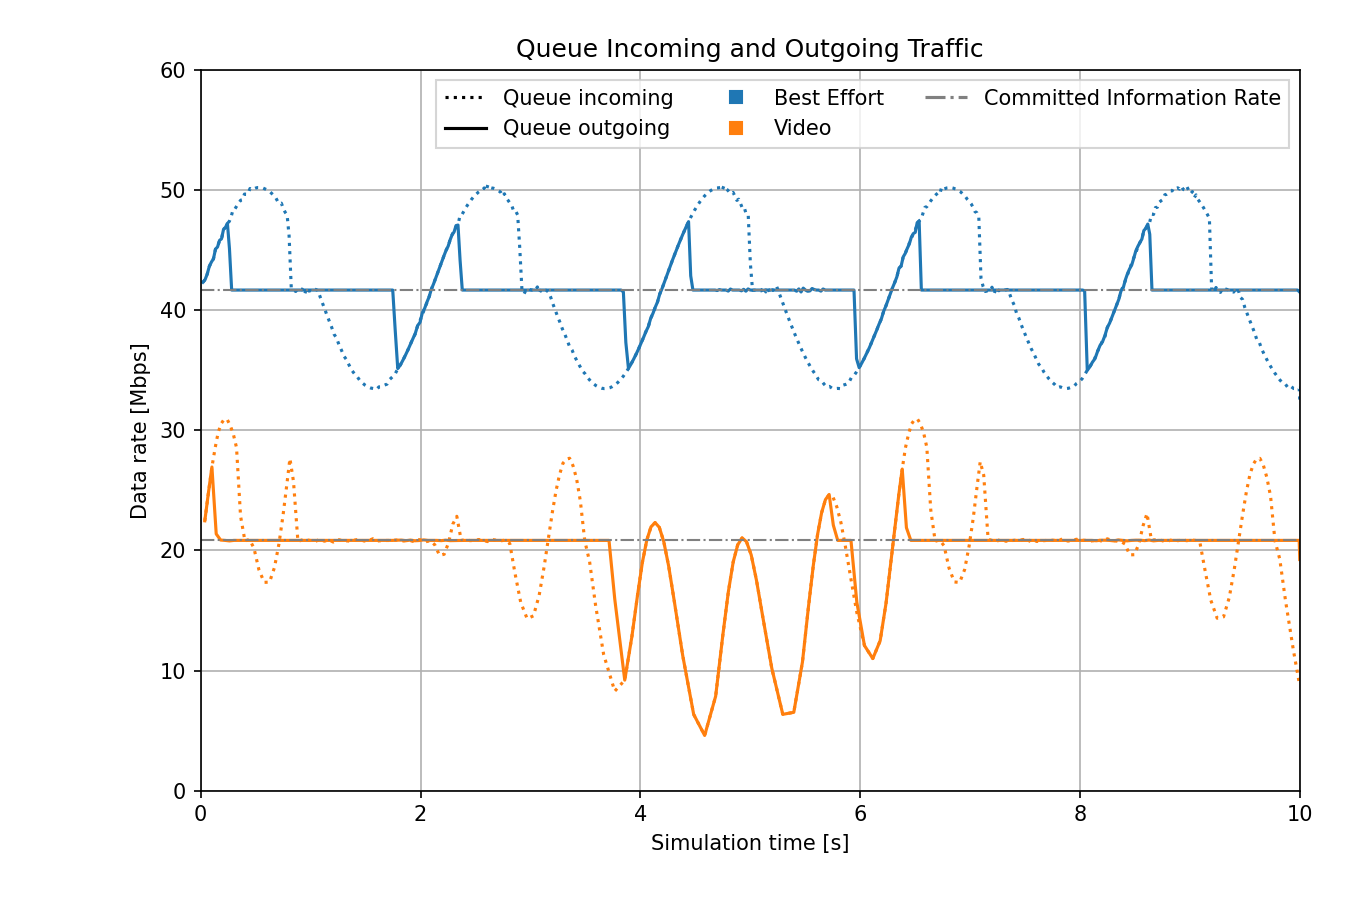 Queue Incoming and Outgoing Traffic
Queue incoming
Queue outgoing
Best Effort
Video
Committed Information Rate
Data rate [Mbps]
60
50
40
30
20
10
0
0 2 4 6 8 10
Simulation time [s]